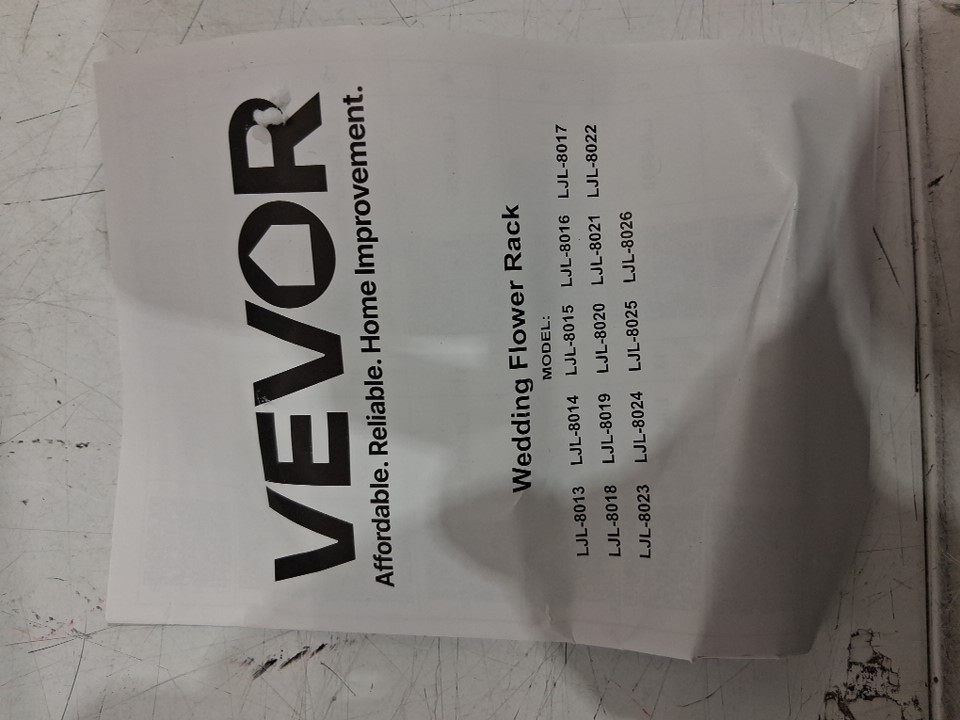 VEVOR
Affordable. Reliable. Home Improvement.
Wedding Flower Rack
MODEL:
LJL-8013 LJL-8014 LJL-8015 LJL-8016 LJL-8017
LJL-8018 LJL-8019 LJL-8020 LJL-8021 LJL-8022
LJL-8023 LJL-8024 LJL-8025 LJL-8026